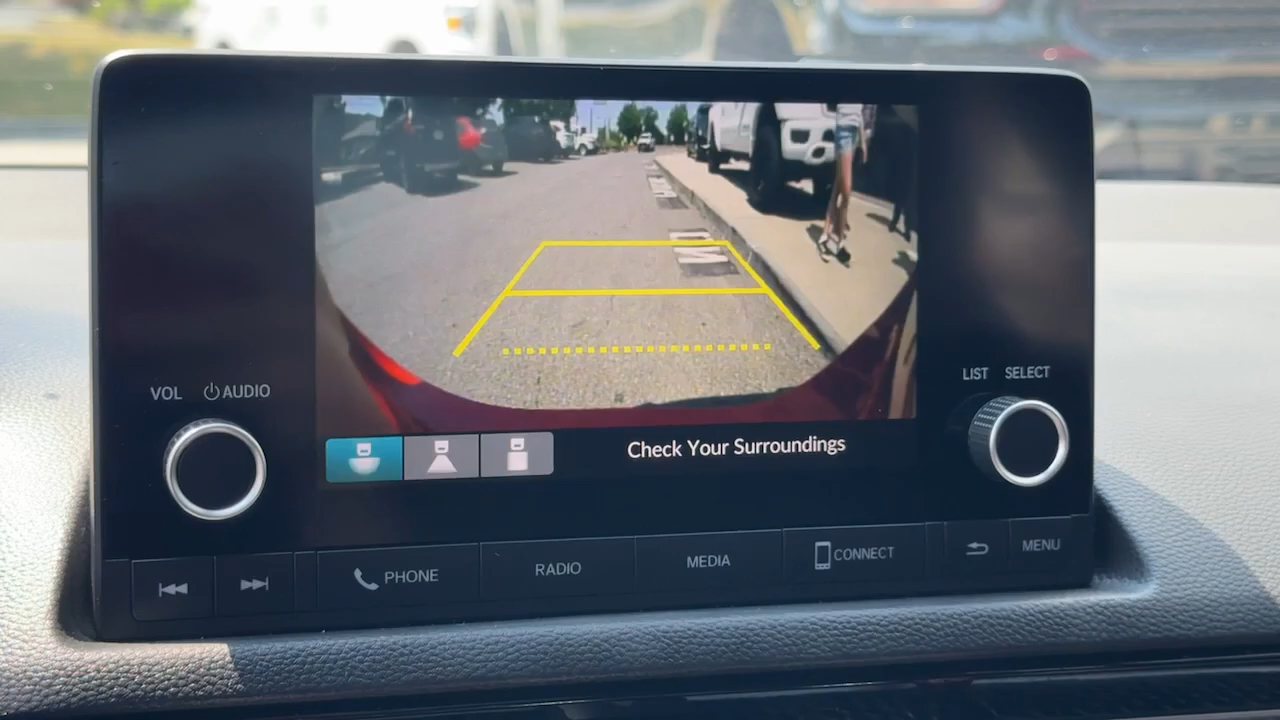 VOL AUDIO
LIST SELECT
Check Your Surroundings
PHONE
RADIO
MEDIA
CONNECT
MENU